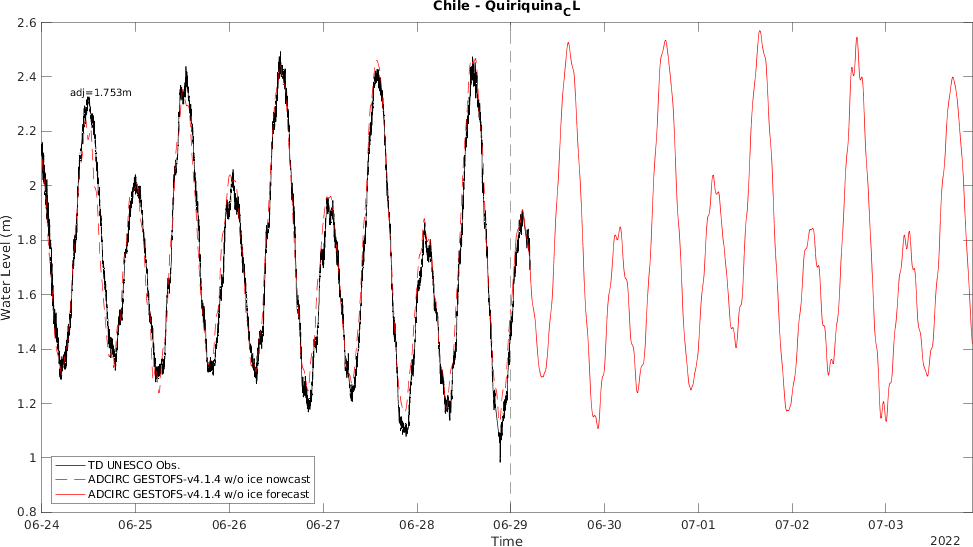 Chile - Quiriquina_CL
2.6
2.4
2.2
2
1.8
1.6
1.4
1.2
1
0.8
Water Level (m)
adj=1.753m
TD UNESCO Obs.
ADCIRC GESTOFS-v4.1.4 w/o ice nowcast
ADCIRC GESTOFS-v4.1.4 w/o ice forecast
06-24 06-25 06-26 06-27 06-28 06-29 06-30 07-01 07-02 07-03
Time
2022